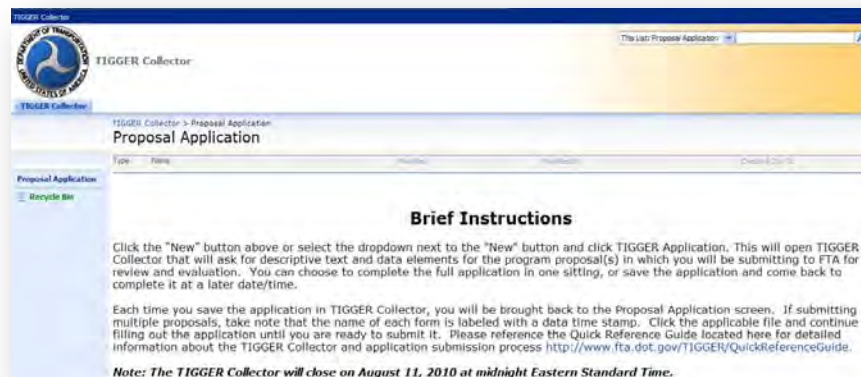 TIGGER Collector
This List: Proposal Application
DEPARTMENT OF TRANSPORTATION
UNITED STATES OF AMERICA
TIGGER Collector
TIGGER Collector
TIGGER Collector > Proposal Application
Proposal Application
Type Name
Proposal Application
Recycle Bin
Brief Instructions
Click the "New" button above or select the dropdown next to the "New" button and click TIGGER Application. This will open TIGGER
Collector that will ask for descriptive text and data elements for the program proposal(s) in which you will be submitting to FTA for
review and evaluation. You can choose to complete the full application in one sitting, or save the application and come back to
complete it at a later date/time.
Each time you save the application in TIGGER Collector, you will be brought back to the Proposal Application screen. If submitting
multiple proposals, take note that the name of each form is labeled with a data time stamp. Click the applicable file and continue
filling out the application until you are ready to submit it. Please reference the Quick Reference Guide located here for detailed
information about the TIGGER Collector and application submission process http://www.fta.dot.gov/TIGGER/QuickReferenceGuide.
Note: The TIGGER Collector will close on August 11, 2010 at midnight Eastern Standard Time.